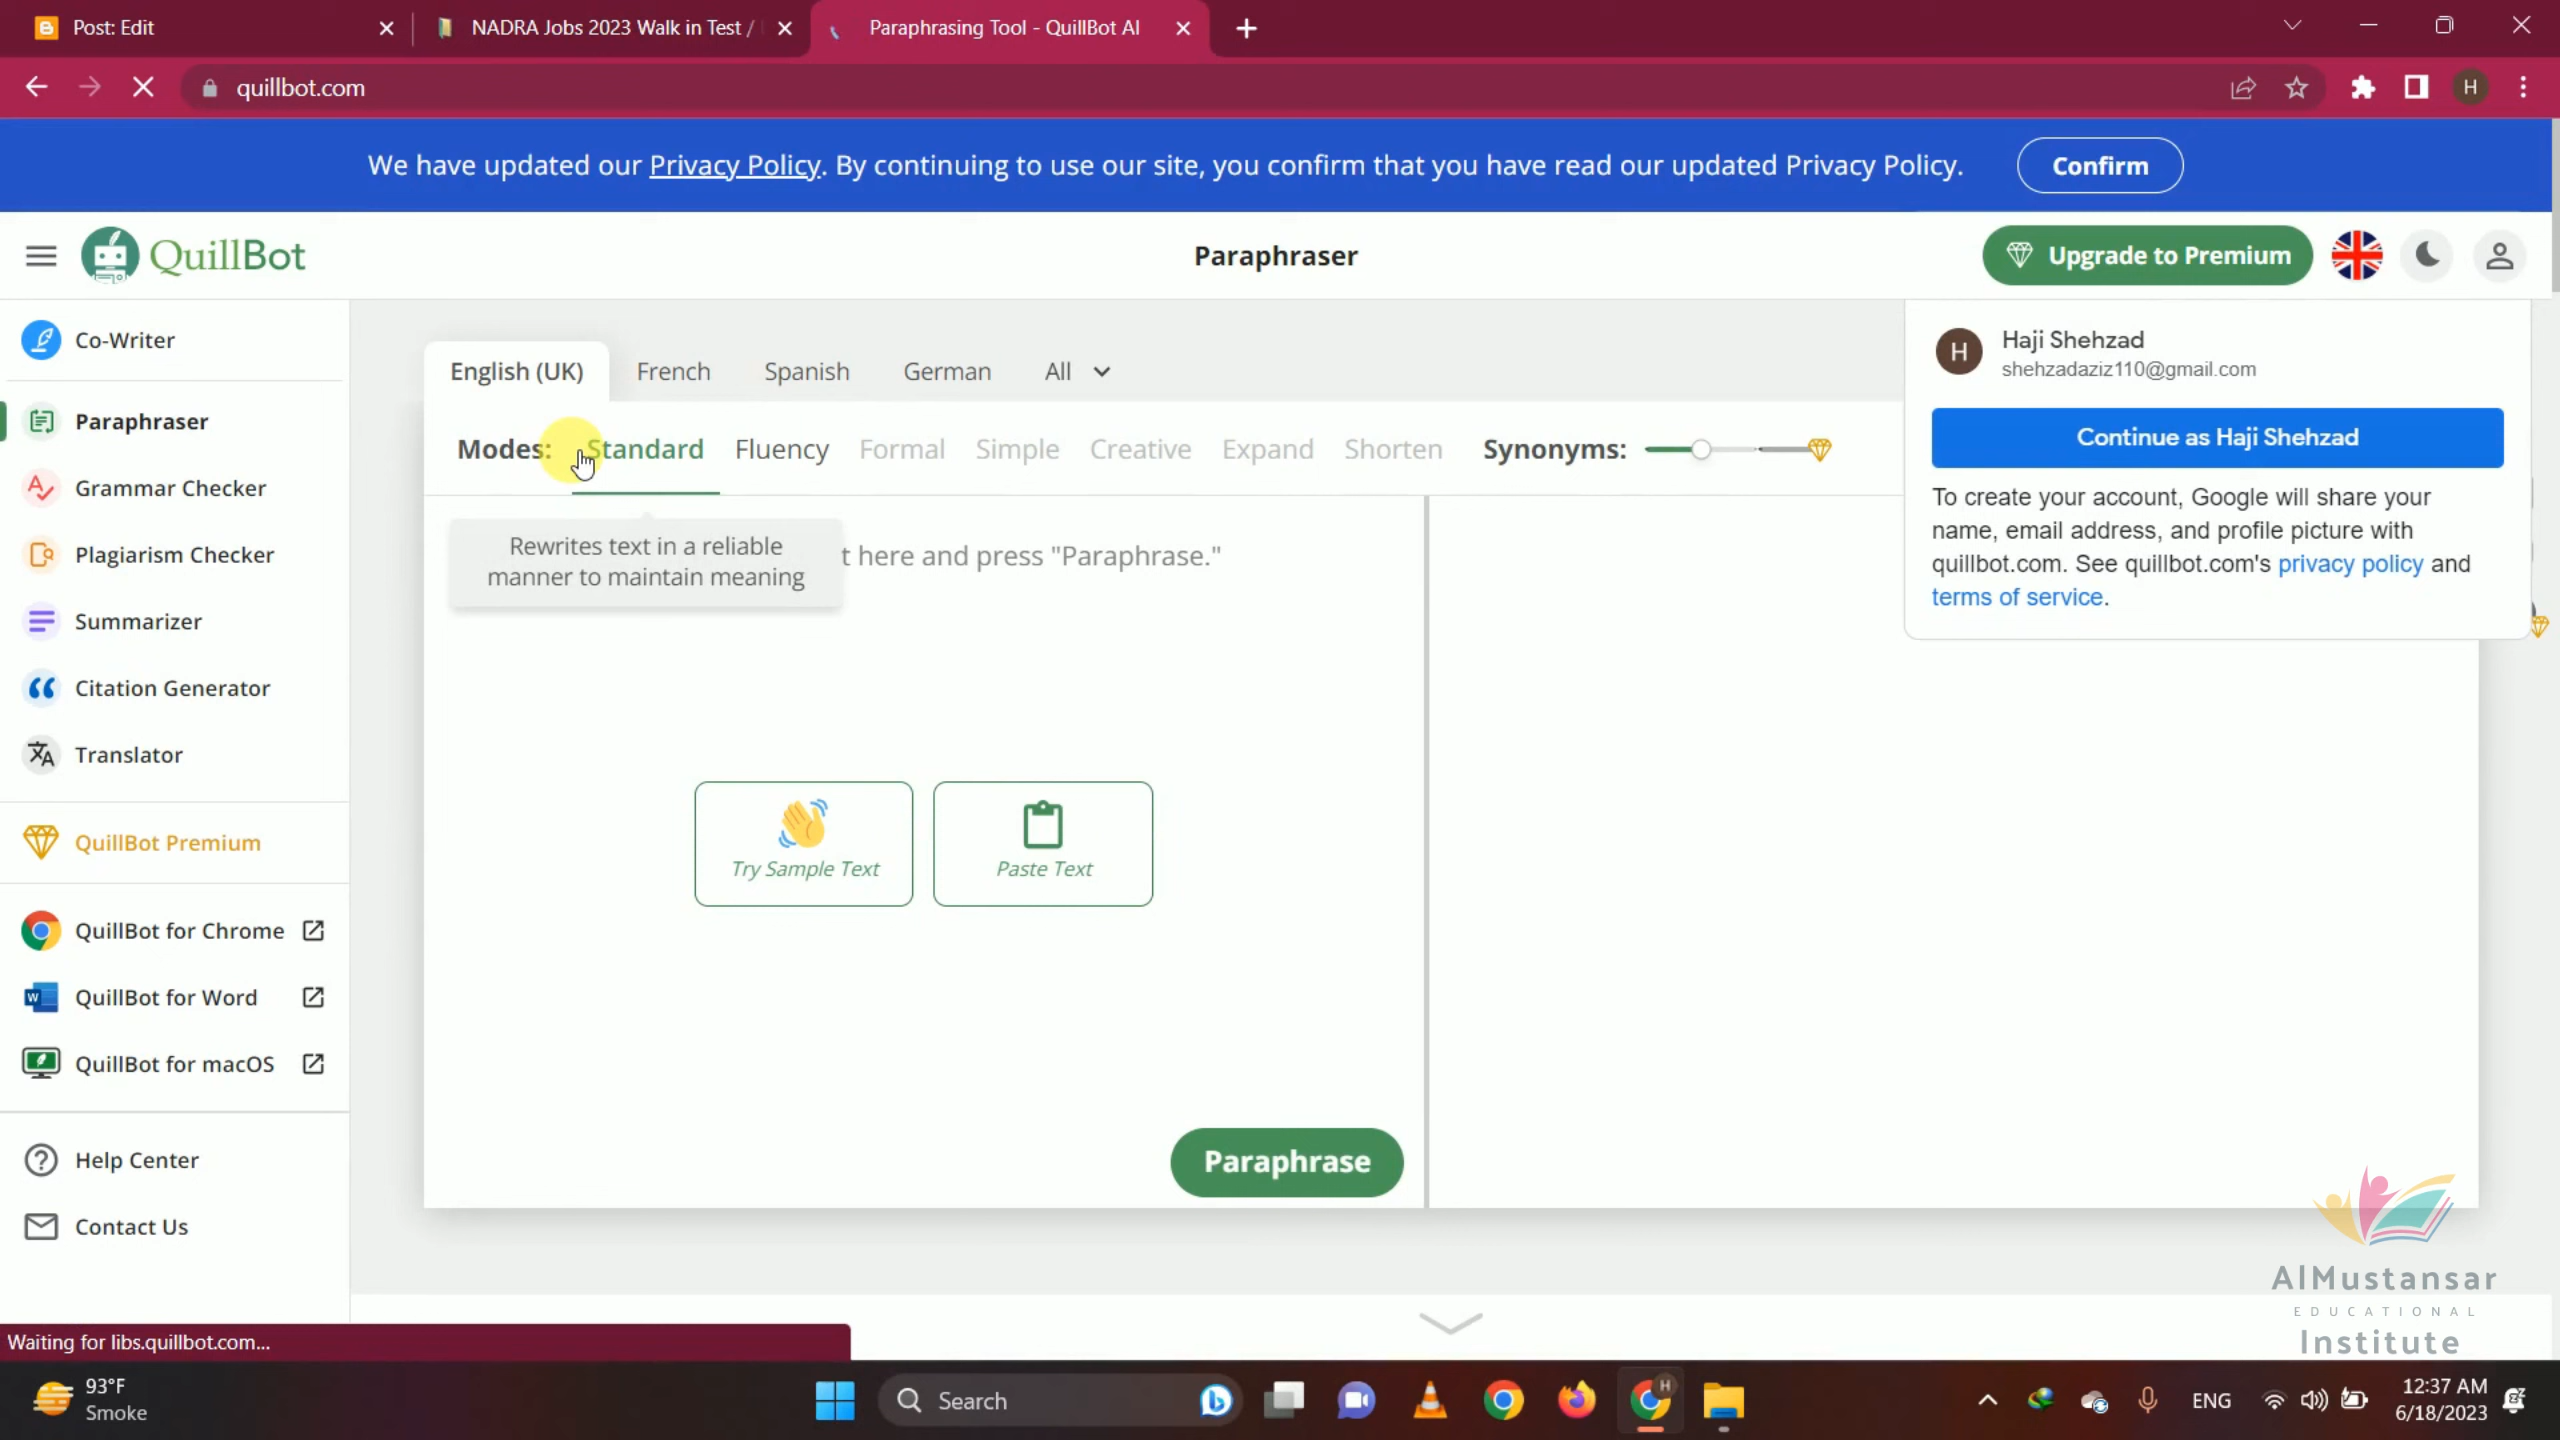 Post: Edit
NADRA Jobs 2023 Walk in Test /
Paraphrasing Tool - QuillBot AI
quillbot.com
H
We have updated our Privacy Policy. By continuing to use our site, you confirm that you have read our updated Privacy Policy.
Confirm
QuillBot
Paraphraser
Upgrade to Premium
Co-Writer
Paraphraser
Grammar Checker
Plagiarism Checker
Summarizer
Citation Generator
Translator
QuillBot Premium
QuillBot for Chrome
QuillBot for Word
QuillBot for macOS
Help Center
Contact Us
English (UK) French Spanish German All
Modes: Standard Fluency Formal Simple Creative Expand Shorten Synonyms:
Rewrites text in a reliable
manner to maintain meaning
t here and press "Paraphrase."
Try Sample Text
Paste Text
Paraphrase
H
Haji Shehzad
shehzadaziz110@gmail.com
Continue as Haji Shehzad
To create your account, Google will share your
name, email address, and profile picture with
quillbot.com. See quillbot.com's privacy policy and
terms of service.
AlMustansar
EDUCATIONAL
Institute
Waiting for libs.quillbot.com...
93°F
Smoke
Search
H
ENG
12:37 AM
6/18/2023